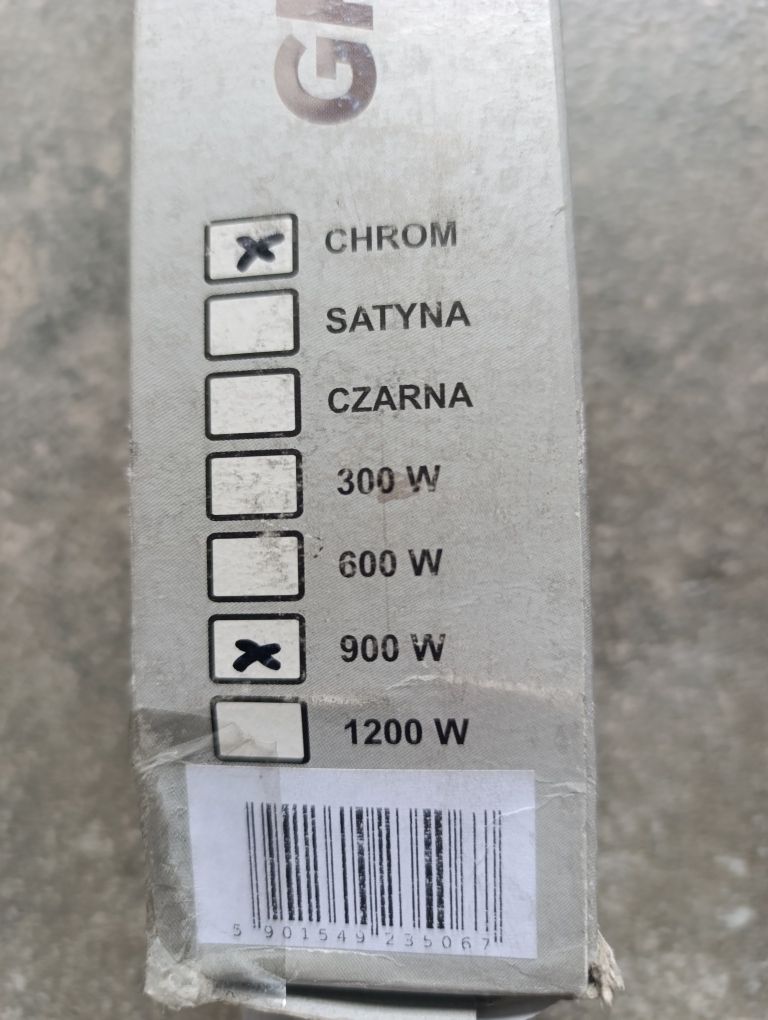 CHROM
SATYNA
CZARNA
300 W
600 W
900 W
1200 W
5 901549 235067